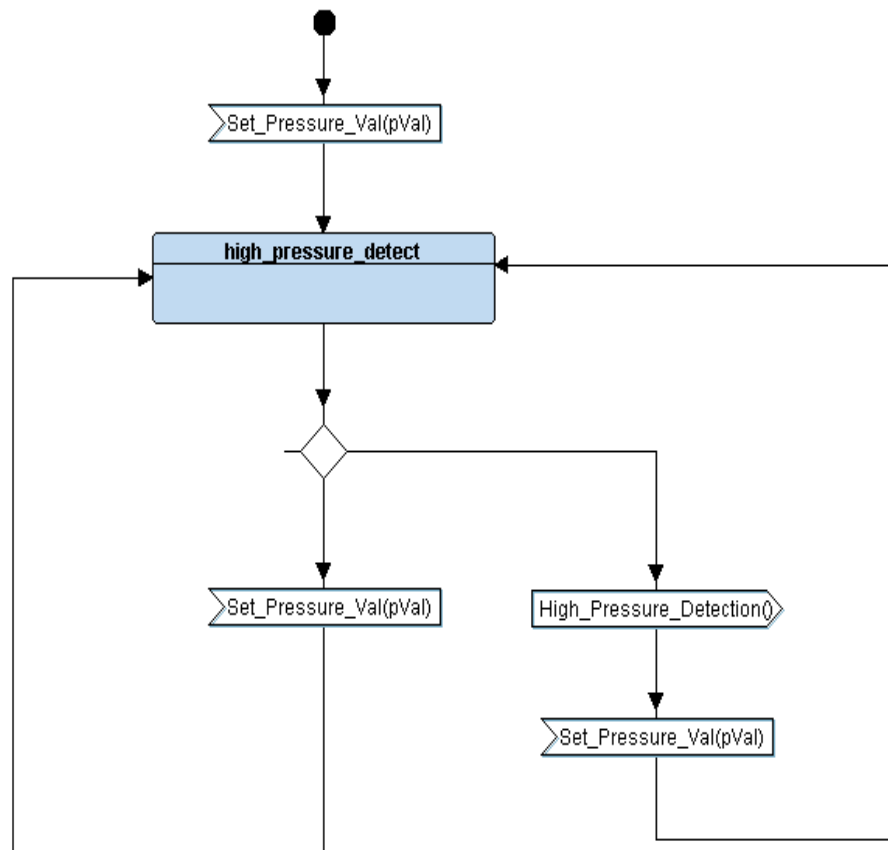 Set_Pressure_Val(pVal)
high_pressure_detect
Set_Pressure_Val(pVal)
High_Pressure_Detection()
Set_Pressure_Val(pVal)